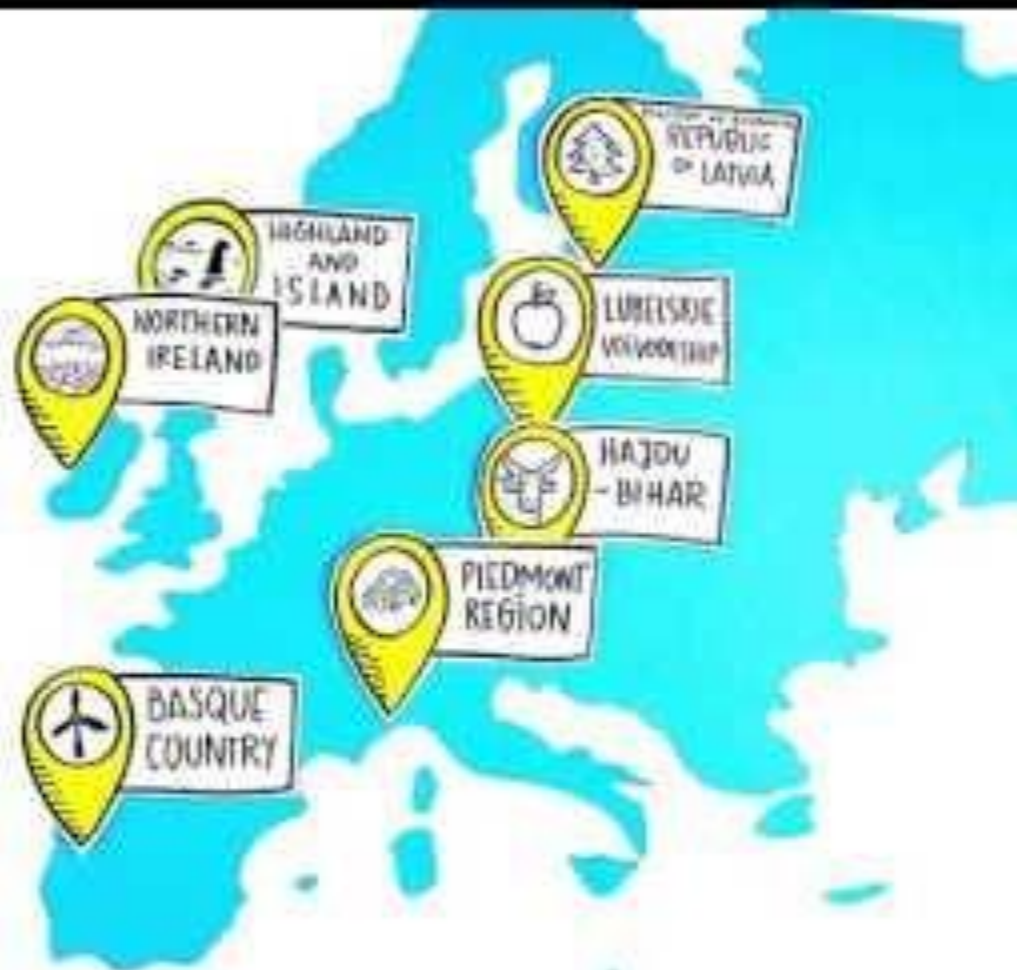 REPUBLIC
OF LATVIA
HIGHLAND
AND
ISLAND
NORTHERN
IRELAND
LUBELSKIE
VOIVODESHIP
HAJDU
-BIHAR
PIEDMONT
REGION
BASQUE
COUNTRY